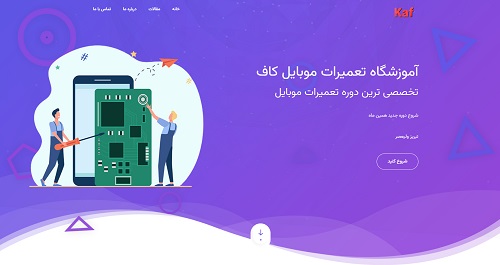 Kaf
خانه
مقالات
درباره ما
تماس با ما
آموزشگاه تعمیرات موبایل کاف
تخصصی ترین دوره تعمیرات موبایل
شروع دوره جدید همین ماه
تبریز ولیعصر
شروع کنید